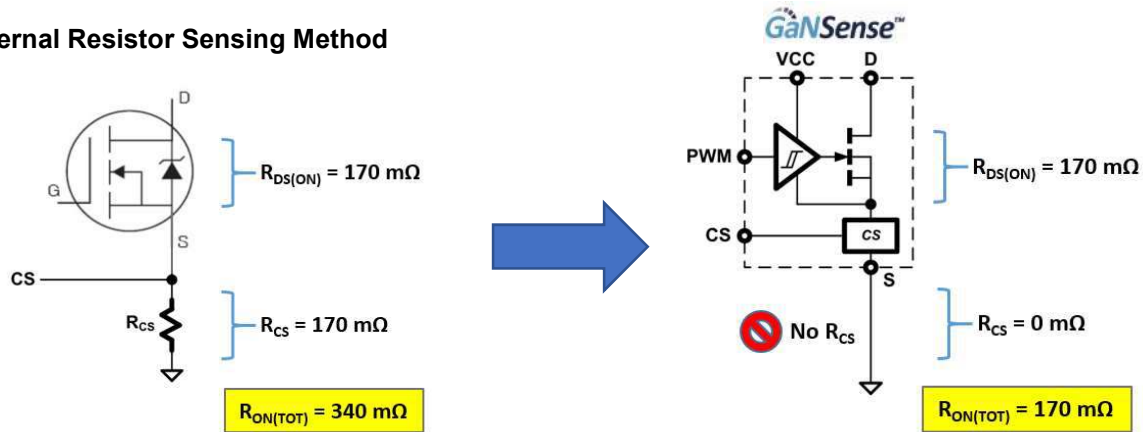 ernal Resistor Sensing Method
D
G
S
CS
RCS
RDS(ON) = 170 mΩ
RCS = 170 mΩ
RON(TOT) = 340 mΩ
GaNSense™
VCC
D
PWM
CS
CS
S
No RCS
RDS(ON) = 170 mΩ
RCS = 0 mΩ
RON(TOT) = 170 mΩ